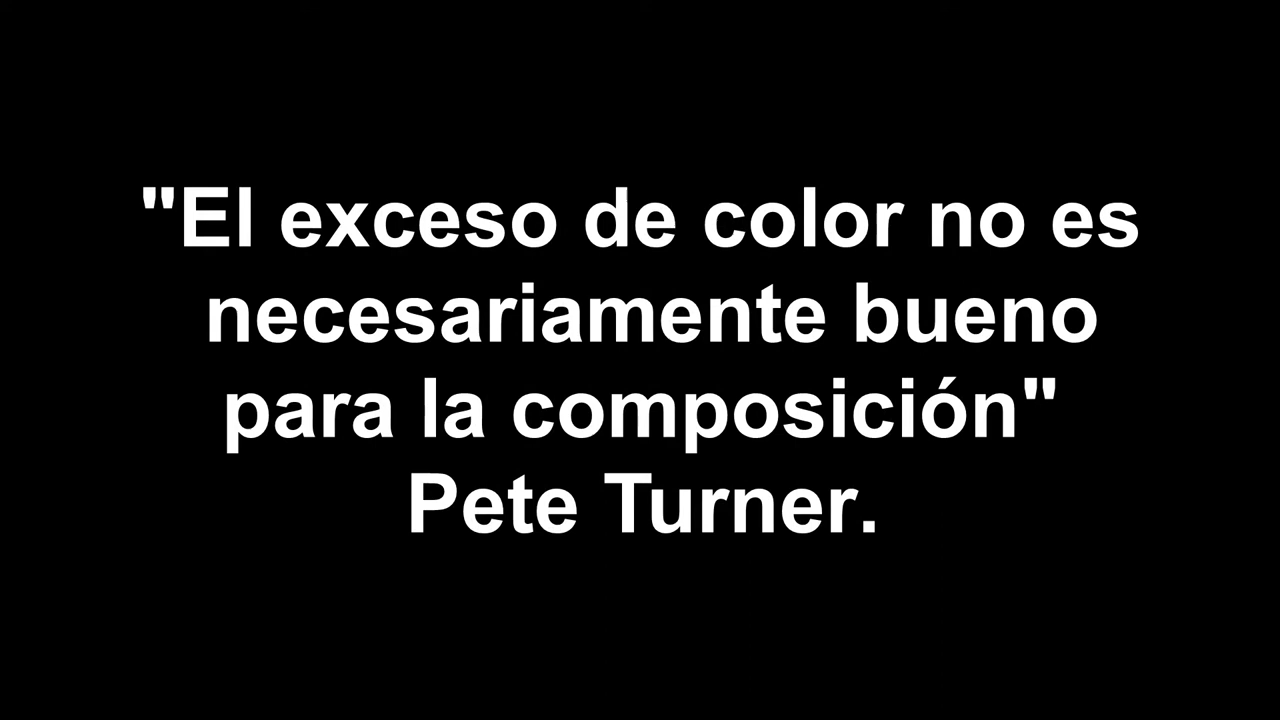 "El exceso de color no es
necesariamente bueno
para la composición"
Pete Turner.